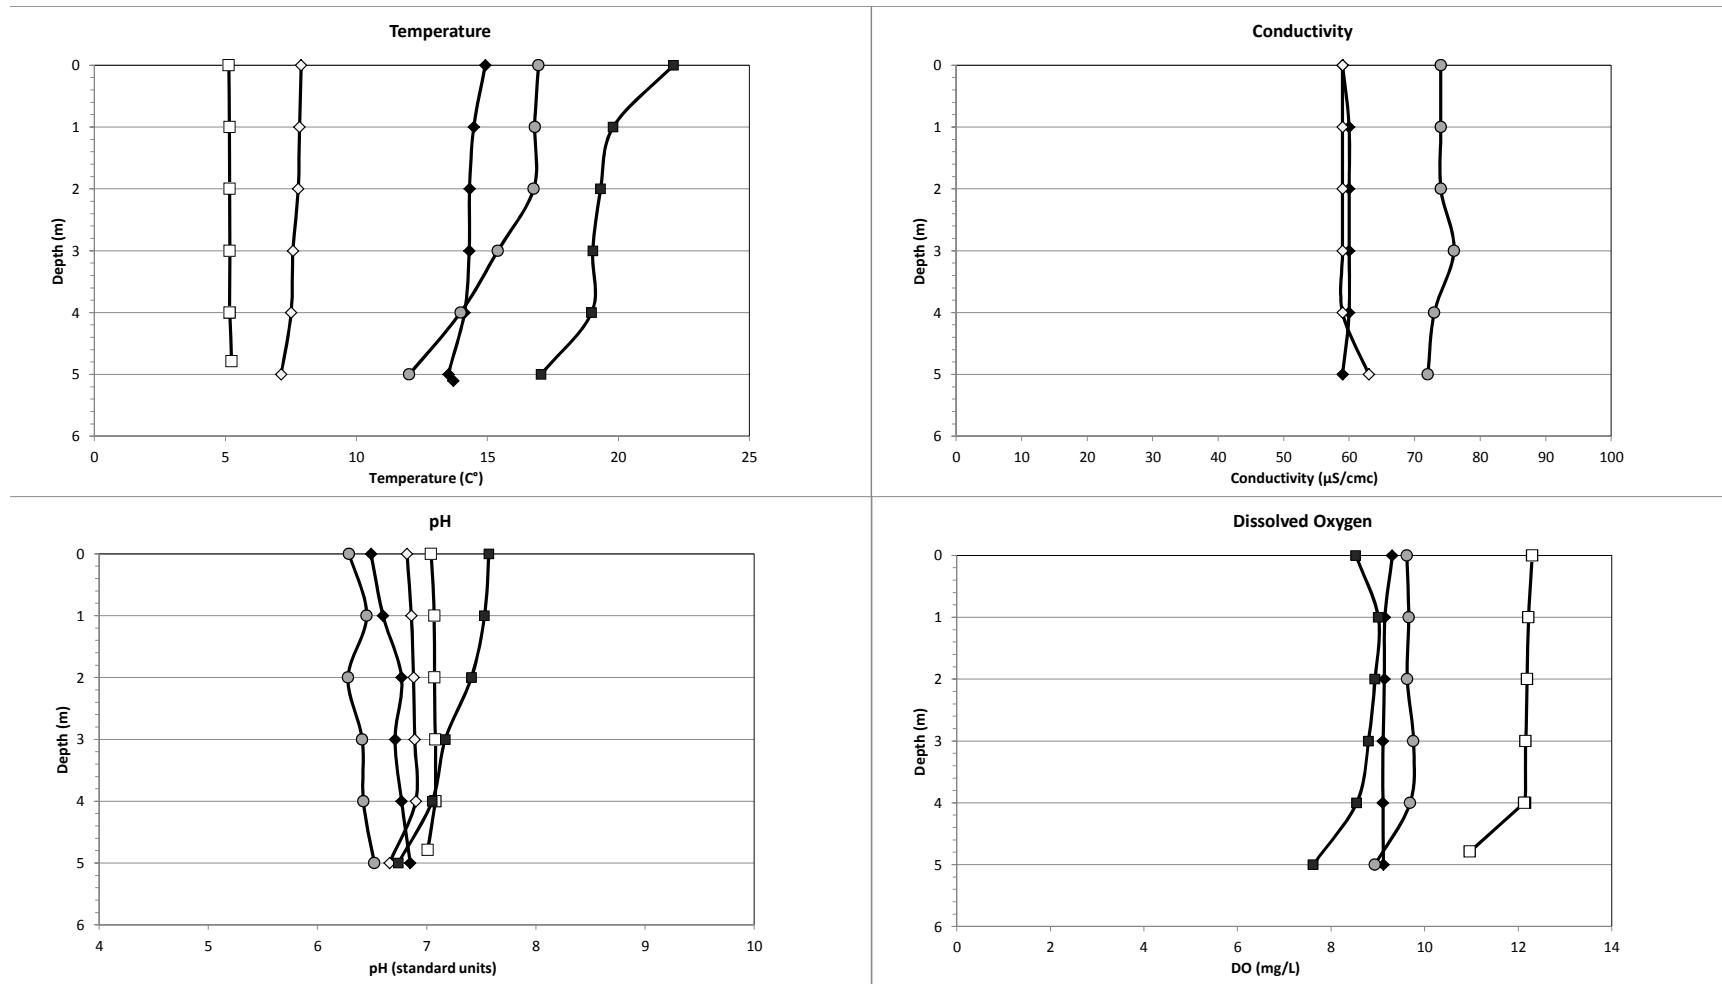 Temperature
0
1
2
3
4
5
6
Depth (m)
0 5 10 15 20 25
Temperature (C°)
Conductivity
0
1
2
3
4
5
6
Depth (m)
0 10 20 30 40 50 60 70 80 90 100
Conductivity (µS/cmc)
pH
0
1
2
3
4
5
6
Depth (m)
4 5 6 7 8 9 10
pH (standard units)
Dissolved Oxygen
0
1
2
3
4
5
6
Depth (m)
0 2 4 6 8 10 12 14
DO (mg/L)